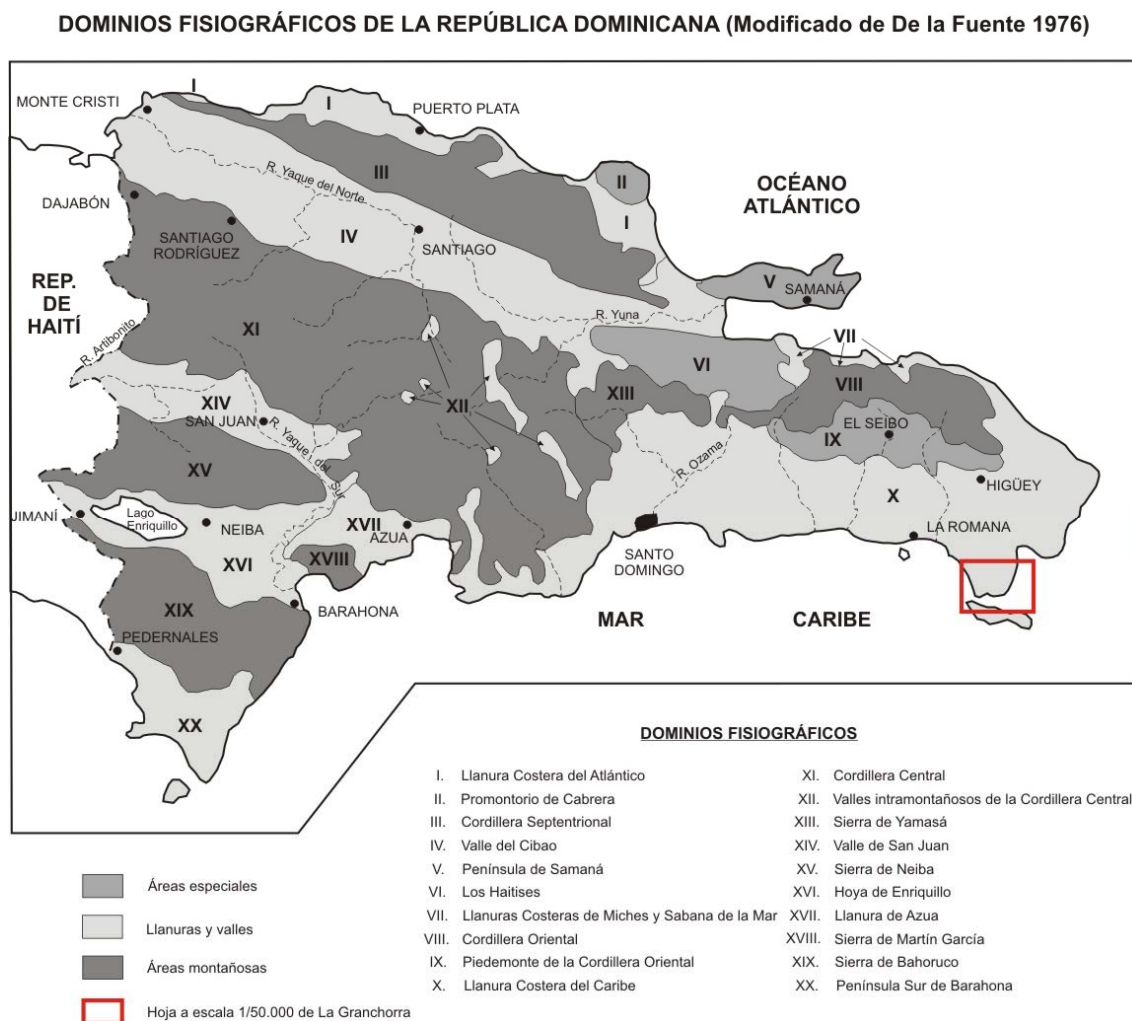 DOMINIOS FISIOGRÁFICOS DE LA REPÚBLICA DOMINICANA (Modificado de De la Fuente 1976)
I
I
MONTE CRISTI
PUERTO PLATA
R. Yaque del Norte
III
II
OCÉANO
ATLÁNTICO
DAJABÓN
SANTIAGO
RODRÍGUEZ
IV
SANTIAGO
I
REP.
DE
HAITÍ
V
SAMANÁ
R. Artibonito
XI
R. Yuna
VII
VI
VIII
XII
XIII
XIV
SAN JUAN
R. Yaque del Sur
EL SEIBO
IX
R. Ozama
XV
X
HIGÜEY
JIMANÍ
Lago
Enriquillo
NEIBA
XVII
AZUA
LA ROMANA
XVI
XVIII
SANTO
DOMINGO
XIX
BARAHONA
MAR
CARIBE
PEDERNALES
XX
DOMINIOS FISIOGRÁFICOS
I. Llanura Costera del Atlántico
II. Promontorio de Cabrera
III. Cordillera Septentrional
IV. Valle del Cibao
V. Península de Samaná
VI. Los Haitises
VII. Llanuras Costeras de Miches y Sabana de la Mar
VIII. Cordillera Oriental
IX. Piedemonte de la Cordillera Oriental
X. Llanura Costera del Caribe
XI. Cordillera Central
XII. Valles intramontañosos de la Cordillera Central
XIII. Sierra de Yamasá
XIV. Valle de San Juan
XV. Sierra de Neiba
XVI. Hoya de Enriquillo
XVII. Llanura de Azua
XVIII. Sierra de Martín García
XIX. Sierra de Bahoruco
XX. Península Sur de Barahona
Áreas especiales
Llanuras y valles
Áreas montañosas
Hoja a escala 1/50.000 de La Granchorra